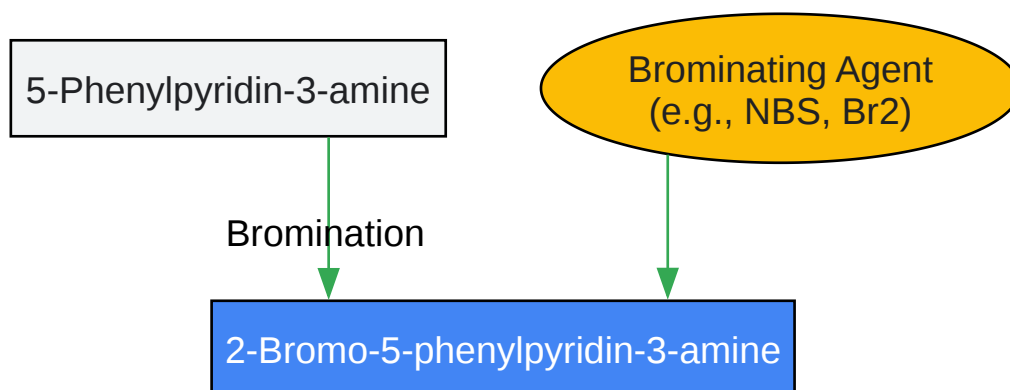 5-Phenylpyridin-3-amine
Brominating Agent
(e.g., NBS, Br2)
Bromination
2-Bromo-5-phenylpyridin-3-amine